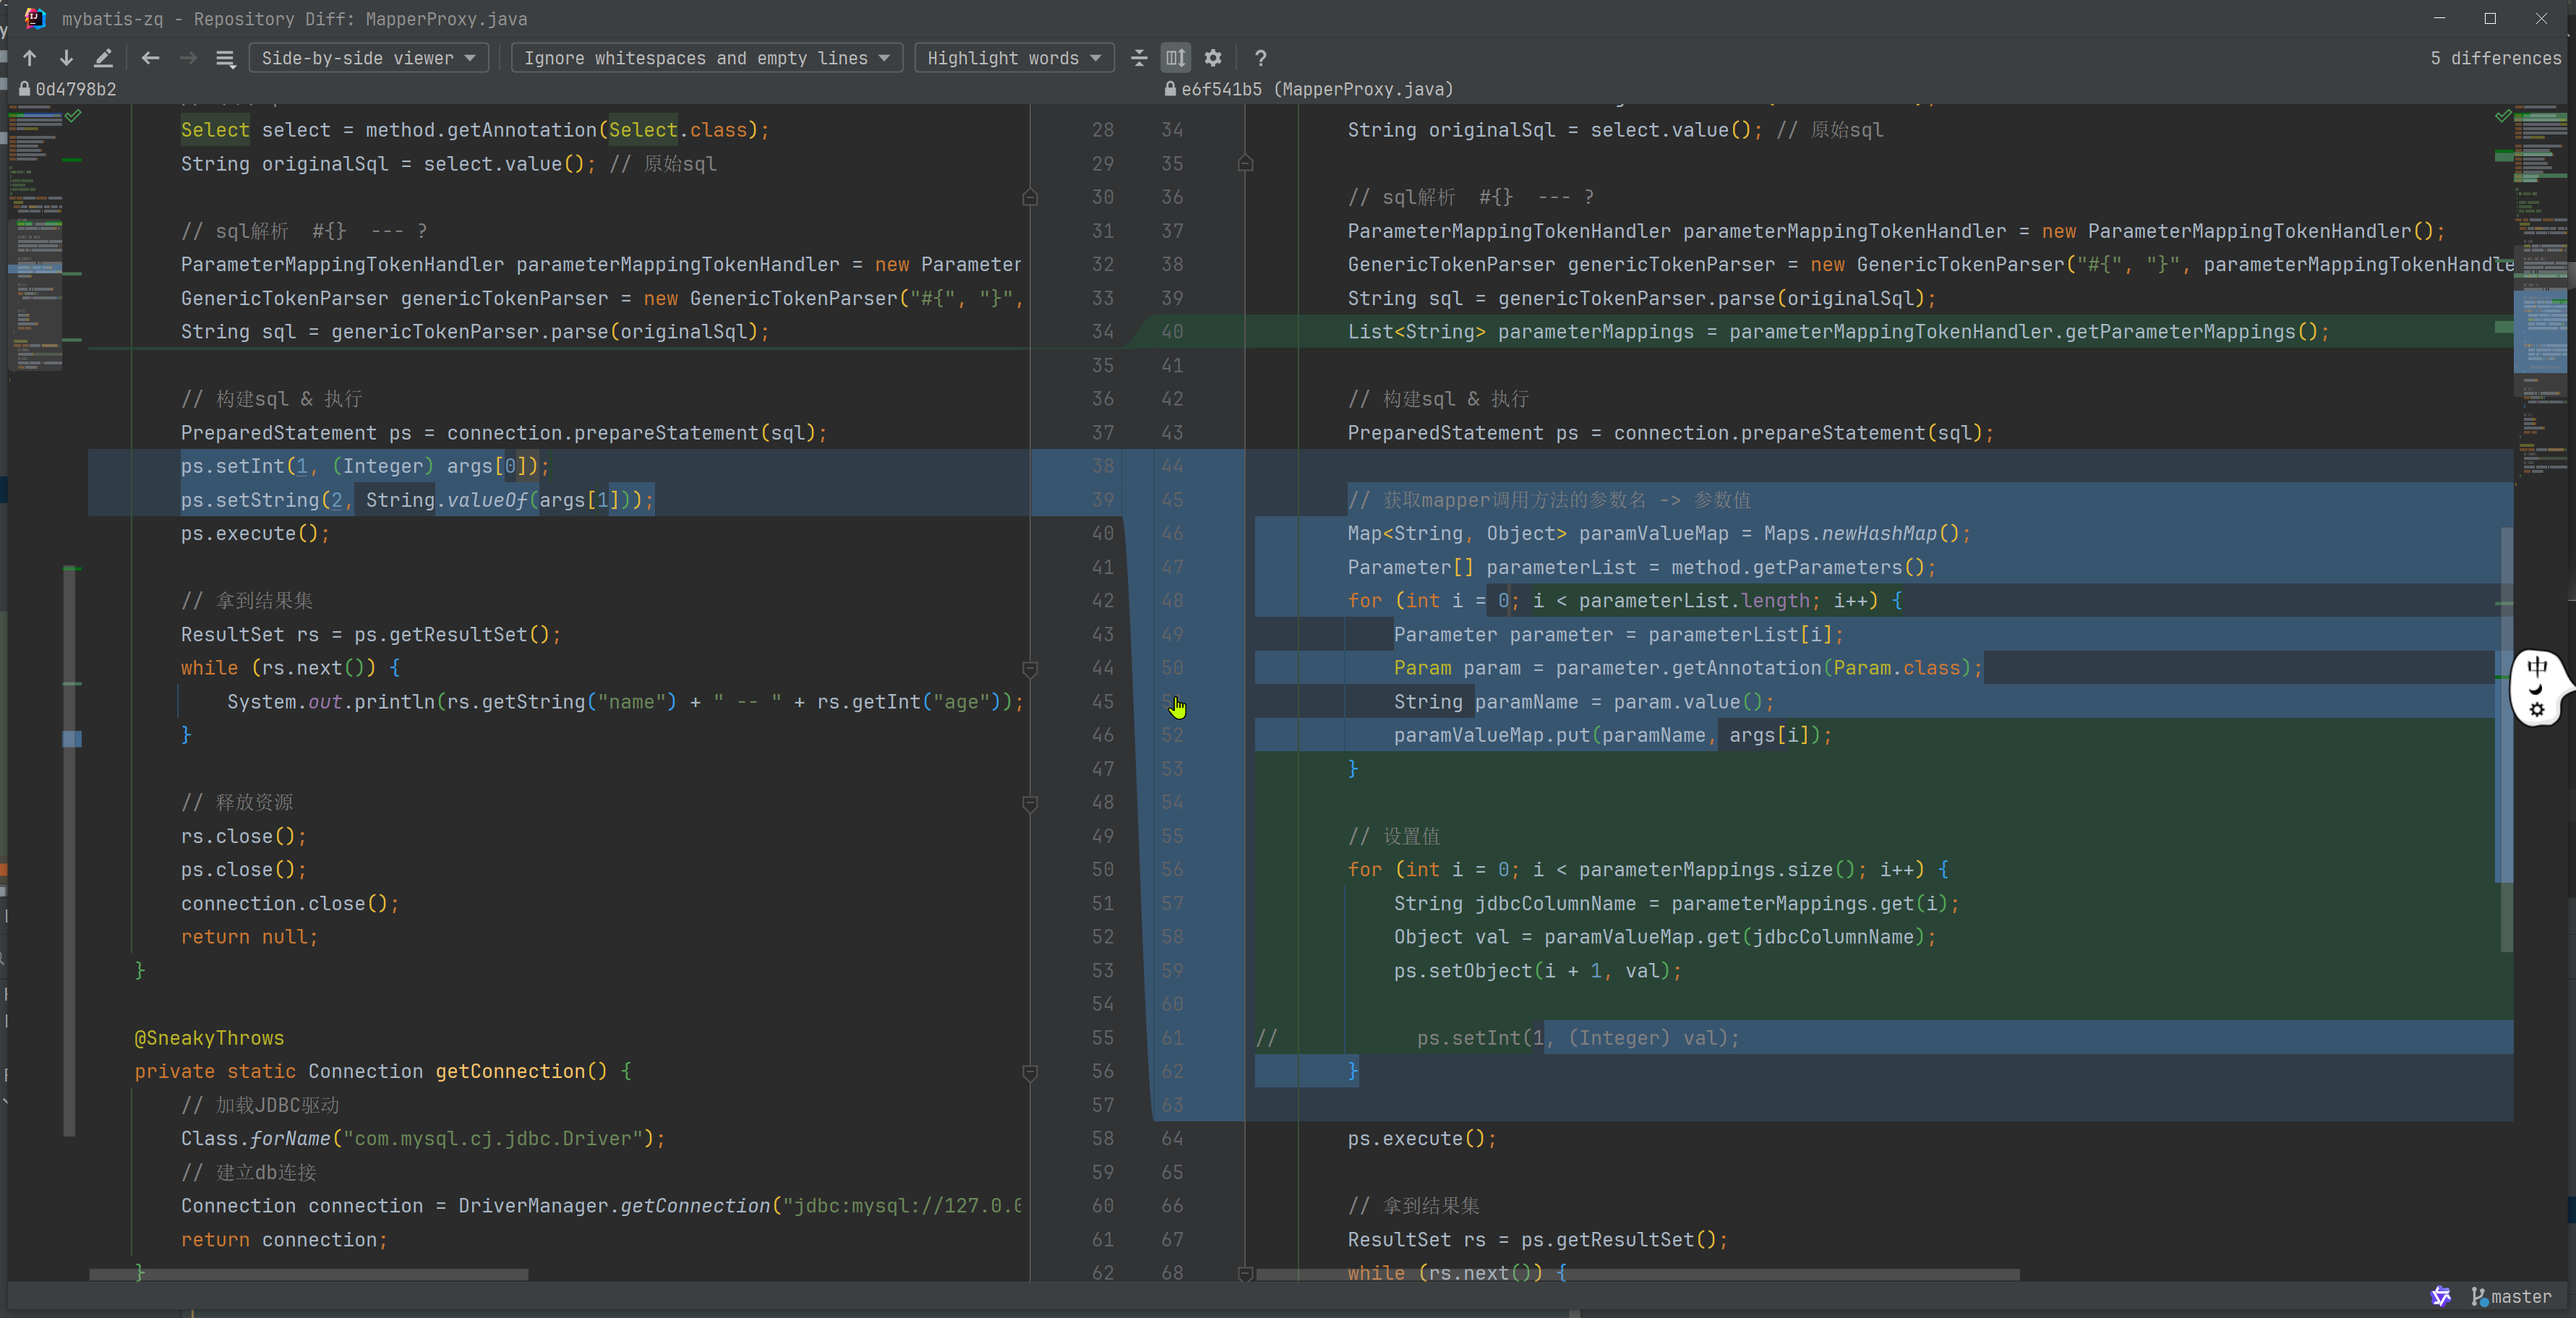 mybatis-zq - Repository Diff: MapperProxy.java
Side-by-side viewer
Ignore whitespaces and empty lines
Highlight words
?
5 differences
0d4798b2
e6f541b5 (MapperProxy.java)
28 Select select = method.getAnnotation(Select.class);
29 String originalSql = select.value(); // 原始sql
30
31 // sql解析  #{}  --- ?
32 ParameterMappingTokenHandler parameterMappingTokenHandler = new Parameter
33 GenericTokenParser genericTokenParser = new GenericTokenParser("#{", "}",
34 String sql = genericTokenParser.parse(originalSql);
35
36 // 构建sql & 执行
37 PreparedStatement ps = connection.prepareStatement(sql);
38 ps.setInt(1, (Integer) args[0]);
39 ps.setString(2, String.valueOf(args[1]));
40 ps.execute();
41
42 // 拿到结果集
43 ResultSet rs = ps.getResultSet();
44 while (rs.next()) {
45 System.out.println(rs.getString("name") + " -- " + rs.getInt("age"));
46 }
47
48 // 释放资源
49 rs.close();
50 ps.close();
51 connection.close();
52 return null;
53 }
54
55 @SneakyThrows
56 private static Connection getConnection() {
57 // 加载JDBC驱动
58 Class.forName("com.mysql.cj.jdbc.Driver");
59 // 建立db连接
60 Connection connection = DriverManager.getConnection("jdbc:mysql://127.0.0
61 return connection;
62 }
34 String originalSql = select.value(); // 原始sql
35
36 // sql解析  #{}  --- ?
37 ParameterMappingTokenHandler parameterMappingTokenHandler = new ParameterMappingTokenHandler();
38 GenericTokenParser genericTokenParser = new GenericTokenParser("#{", "}", parameterMappingTokenHandle
39 String sql = genericTokenParser.parse(originalSql);
40 List<String> parameterMappings = parameterMappingTokenHandler.getParameterMappings();
41
42 // 构建sql & 执行
43 PreparedStatement ps = connection.prepareStatement(sql);
44
45 // 获取mapper调用方法的参数名 -> 参数值
46 Map<String, Object> paramValueMap = Maps.newHashMap();
47 Parameter[] parameterList = method.getParameters();
48 for (int i = 0; i < parameterList.length; i++) {
49 Parameter parameter = parameterList[i];
50 Param param = parameter.getAnnotation(Param.class);
String paramName = param.value();
52 paramValueMap.put(paramName, args[i]);
53 }
54
55 // 设置值
56 for (int i = 0; i < parameterMappings.size(); i++) {
57 String jdbcColumnName = parameterMappings.get(i);
58 Object val = paramValueMap.get(jdbcColumnName);
59 ps.setObject(i + 1, val);
60
61 // ps.setInt(1, (Integer) val);
62 }
63
64 ps.execute();
65
66 // 拿到结果集
67 ResultSet rs = ps.getResultSet();
68 while (rs.next()) {
中
master